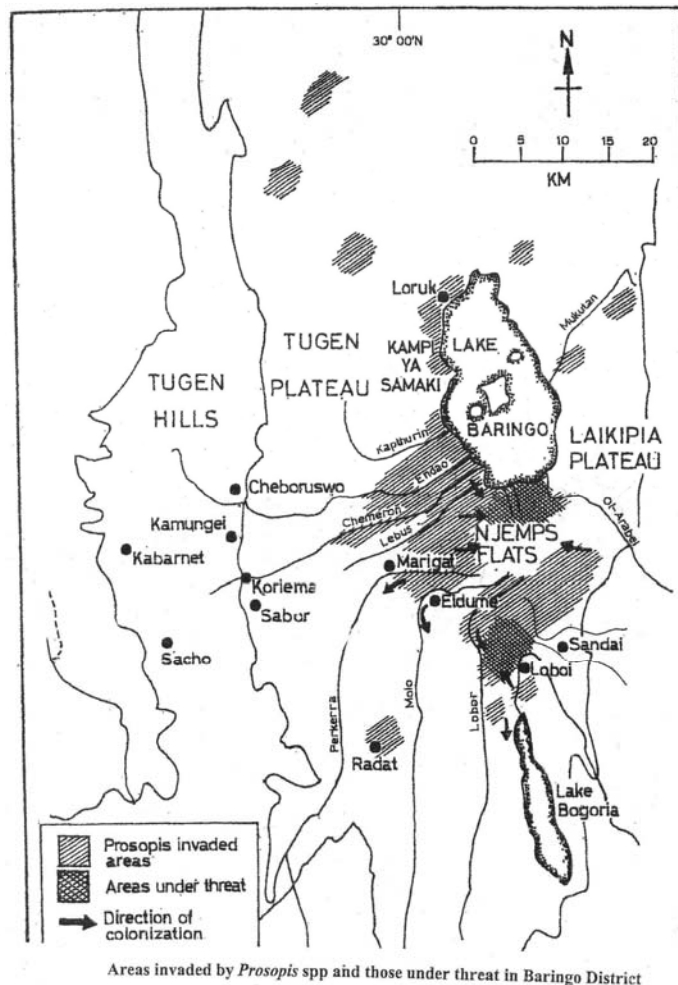 30° 00'N
N
0 5 10 15 20
KM
Loruk
Mukutan
LAKE
KAMPI
YA
SAMAKI
TUGEN
PLATEAU
TUGEN
HILLS
BARINGO
LAIKIPIA
PLATEAU
Kapthurin
Endao
Cheboruswo
Chemeron
Ol-Arabel
Kamungei
Lebus
NJEMPS
FLATS
Kabarnet
Marigat
Koriema
Eldume
Sabor
Sacho
Sandai
Loboi
Perkerra
Molo
Lobor
Radat
Lake
Bogoria
Prosopis invaded
areas
Areas under threat
Direction of
colonization
Areas invaded by Prosopis spp and those under threat in Baringo District